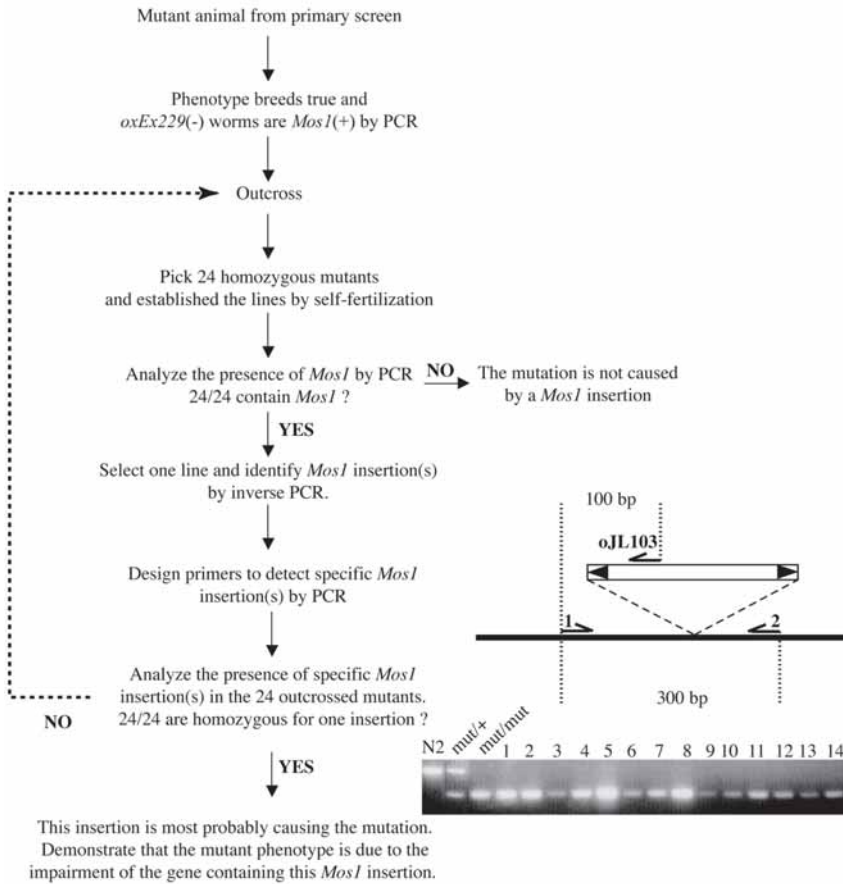 Mutant animal from primary screen
Phenotype breeds true and
oxEx229(-) worms are Mos1(+) by PCR
Outcross
Pick 24 homozygous mutants
and established the lines by self-fertilization
Analyze the presence of Mos1 by PCR
24/24 contain Mos1 ?
NO
The mutation is not caused
by a Mos1 insertion
YES
Select one line and identify Mos1 insertion(s)
by inverse PCR.
Design primers to detect specific Mos1
insertion(s) by PCR
Analyze the presence of specific Mos1
insertion(s) in the 24 outcrossed mutants.
24/24 are homozygous for one insertion ?
NO
YES
This insertion is most probably causing the mutation.
Demonstrate that the mutant phenotype is due to the
impairment of the gene containing this Mos1 insertion.
100 bp
oJL103
1
2
300 bp
N2 mut/+ mut/mut 1 2 3 4 5 6 7 8 9 10 11 12 13 14